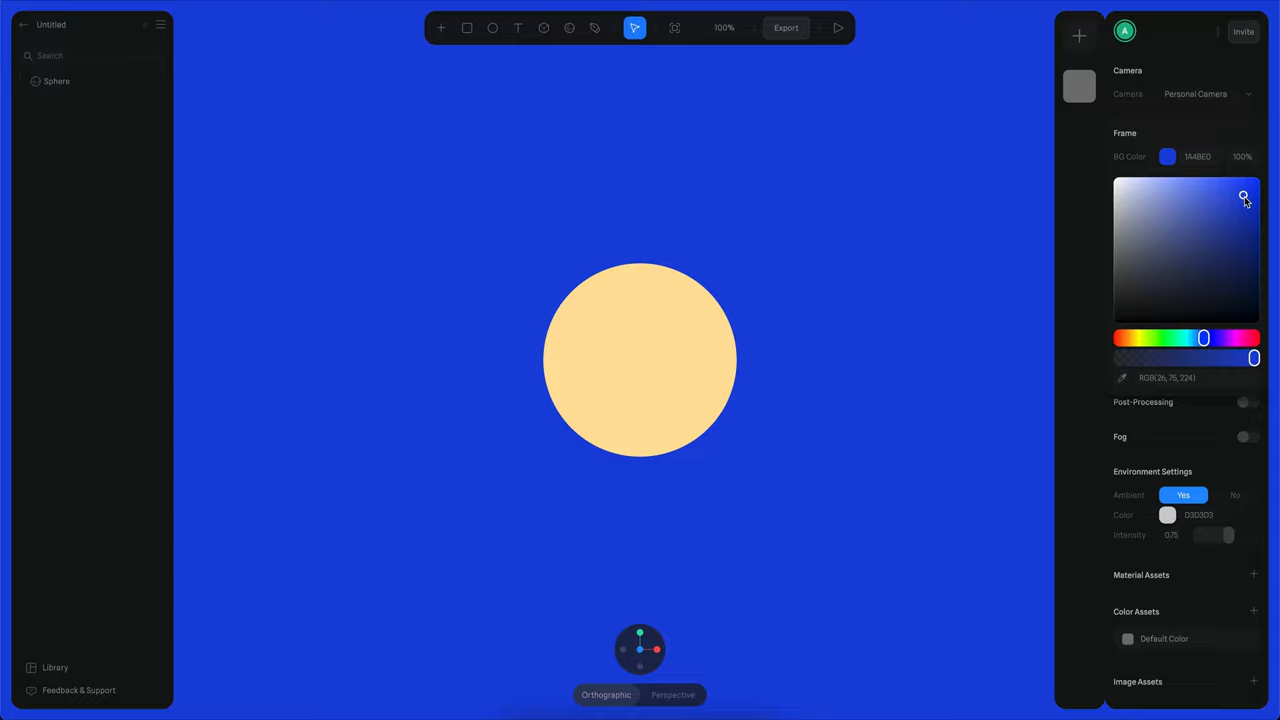 Untitled
Search
Sphere
Library
Feedback & Support
T
100%
Export
Orthographic
Perspective
A
Invite
Camera
Camera Personal Camera
Frame
BG Color 1A4BE0 100%
RGB(26, 75, 224)
Post-Processing
Fog
Environment Settings
Ambient Yes No
Color D3D3D3
Intensity 0.75
Material Assets
Color Assets
Default Color
Image Assets